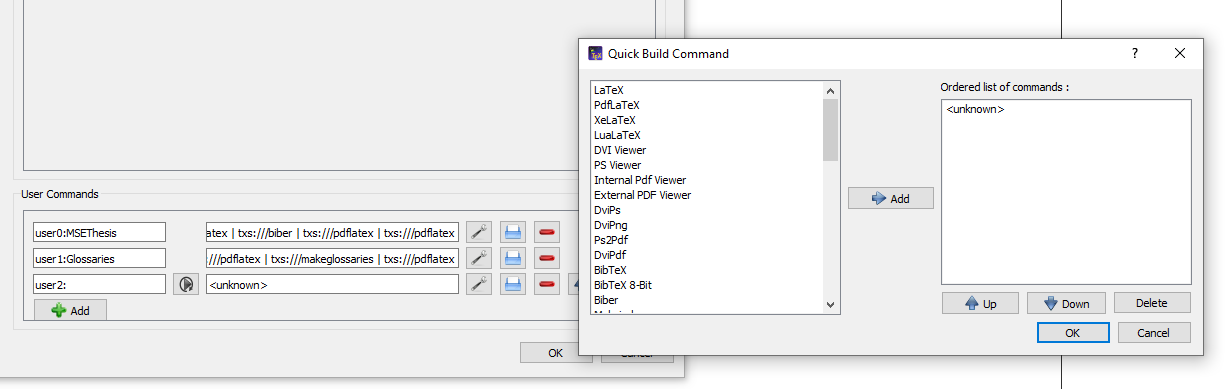 Quick Build Command
?
LaTeX
PdfLaTeX
XeLaTeX
LuaLaTeX
DVI Viewer
PS Viewer
Internal Pdf Viewer
External PDF Viewer
DviPs
DviPng
Ps2Pdf
DviPdf
BibTeX
BibTeX 8-Bit
Biber
Add
Ordered list of commands :
<unknown>
Up
Down
Delete
OK
Cancel
User Commands
user0:MSEThesis
atex | txs:///biber | txs:///pdflatex | txs:///pdflatex
user1:Glossaries
:///pdflatex | txs:///makeglossaries | txs:///pdflatex
user2:
<unknown>
Add
OK